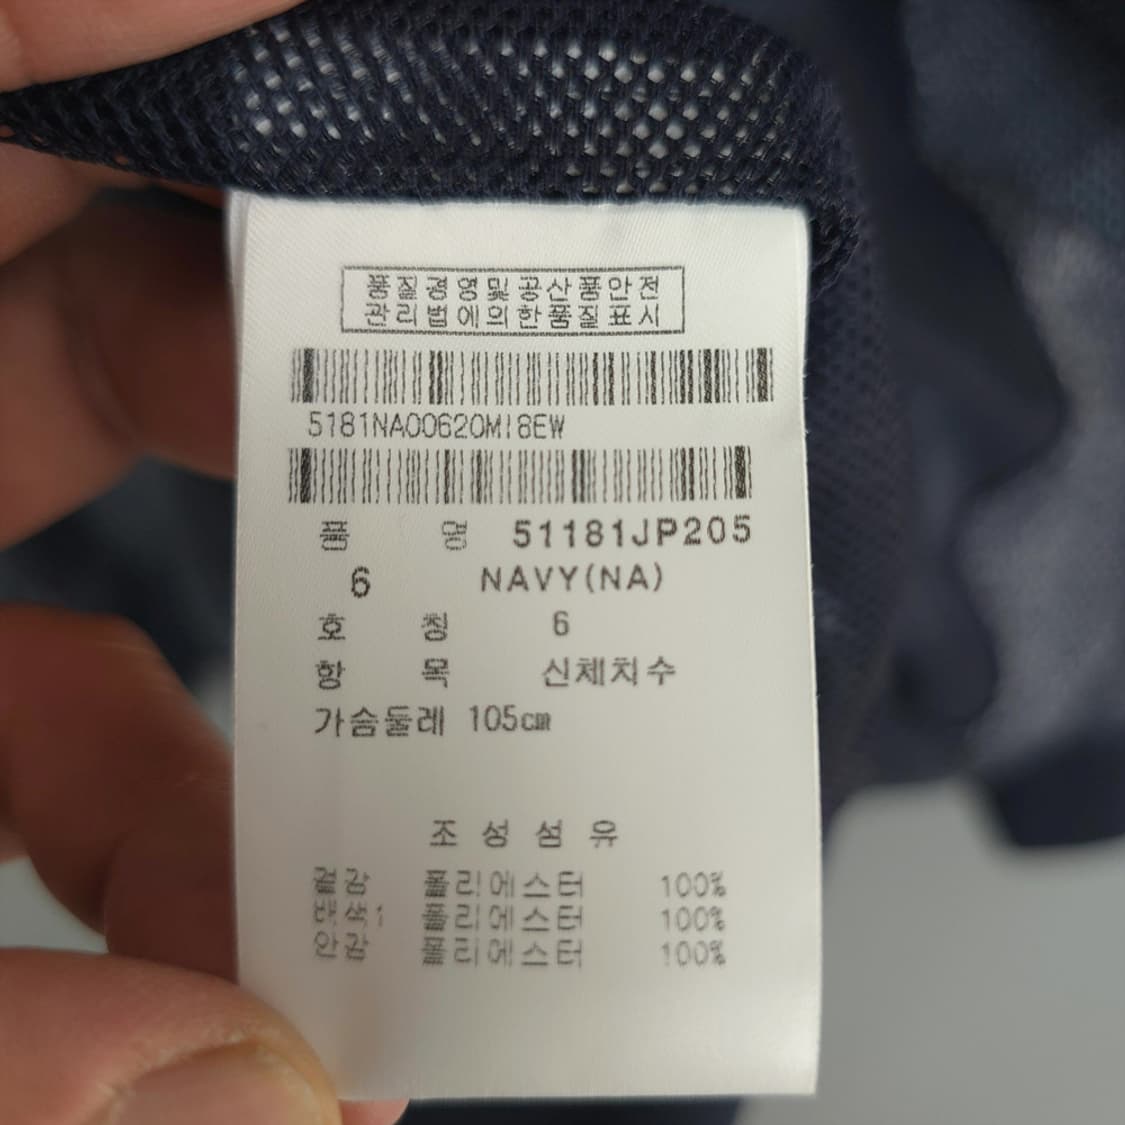 품질경영및공산품안전
관리법에의한품질표시
5181NA00620MI8EW
품 명 51181JP205
6 NAVY(NA)
호 칭 6
항 목 신체치수
가슴둘레 105㎝
조 성 섬 유
겉감 폴리에스터 100%
배색1 폴리에스터 100%
안감 폴리에스터 100%